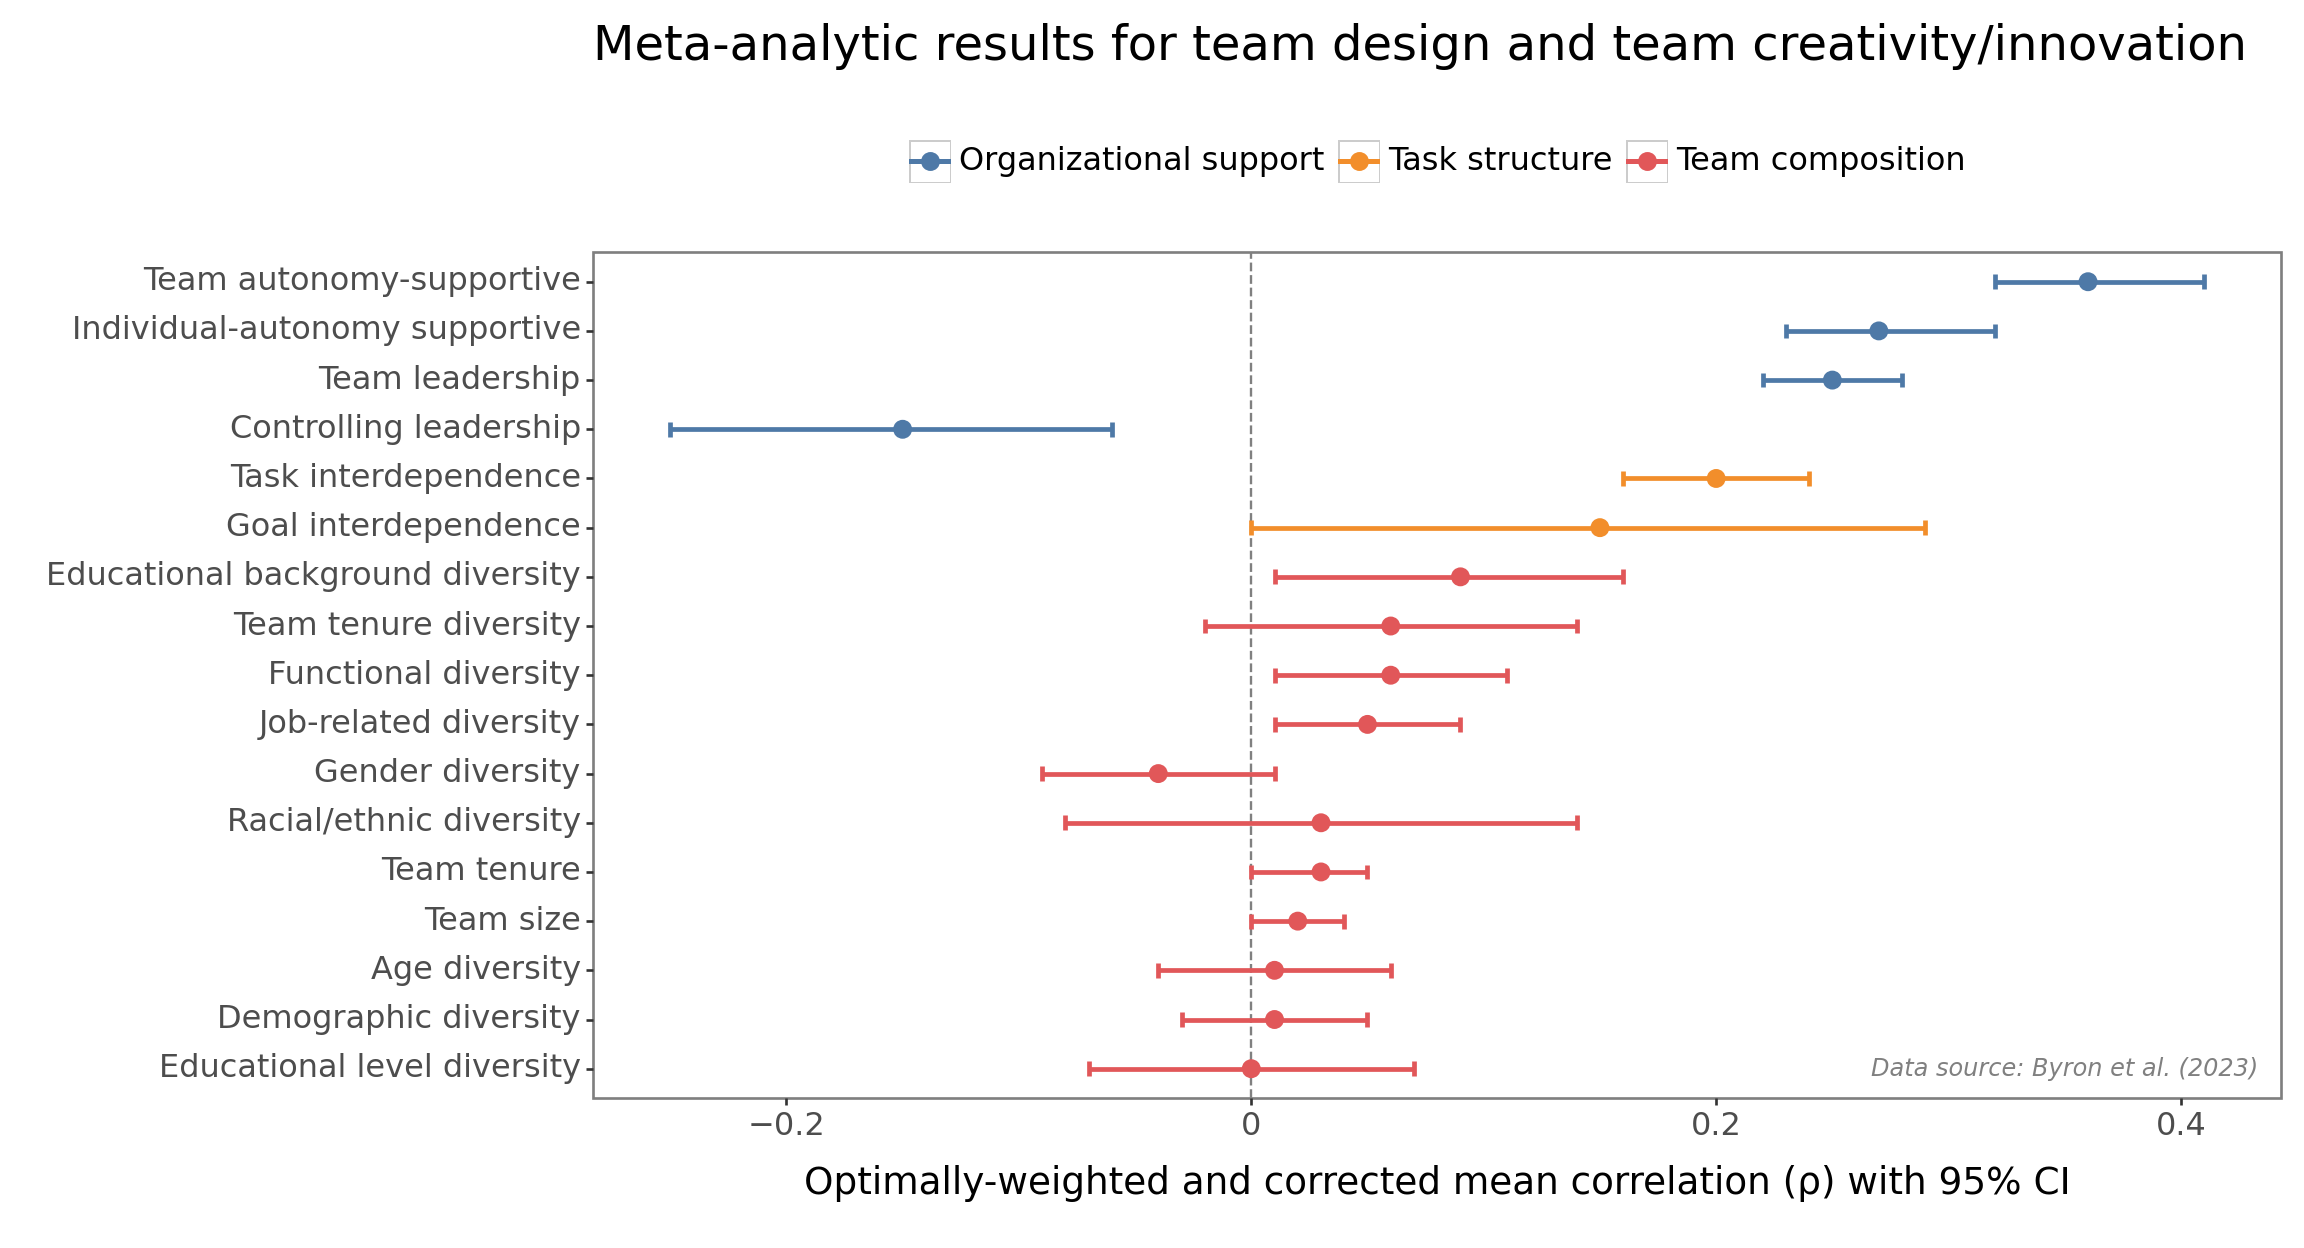 Meta-analytic results for team design and team creativity/innovation
Organizational support Task structure Team composition
Team autonomy-supportive
Individual-autonomy supportive
Team leadership
Controlling leadership
Task interdependence
Goal interdependence
Educational background diversity
Team tenure diversity
Functional diversity
Job-related diversity
Gender diversity
Racial/ethnic diversity
Team tenure
Team size
Age diversity
Demographic diversity
Educational level diversity
Data source: Byron et al. (2023)
−0.2 0 0.2 0.4
Optimally-weighted and corrected mean correlation (ρ) with 95% CI